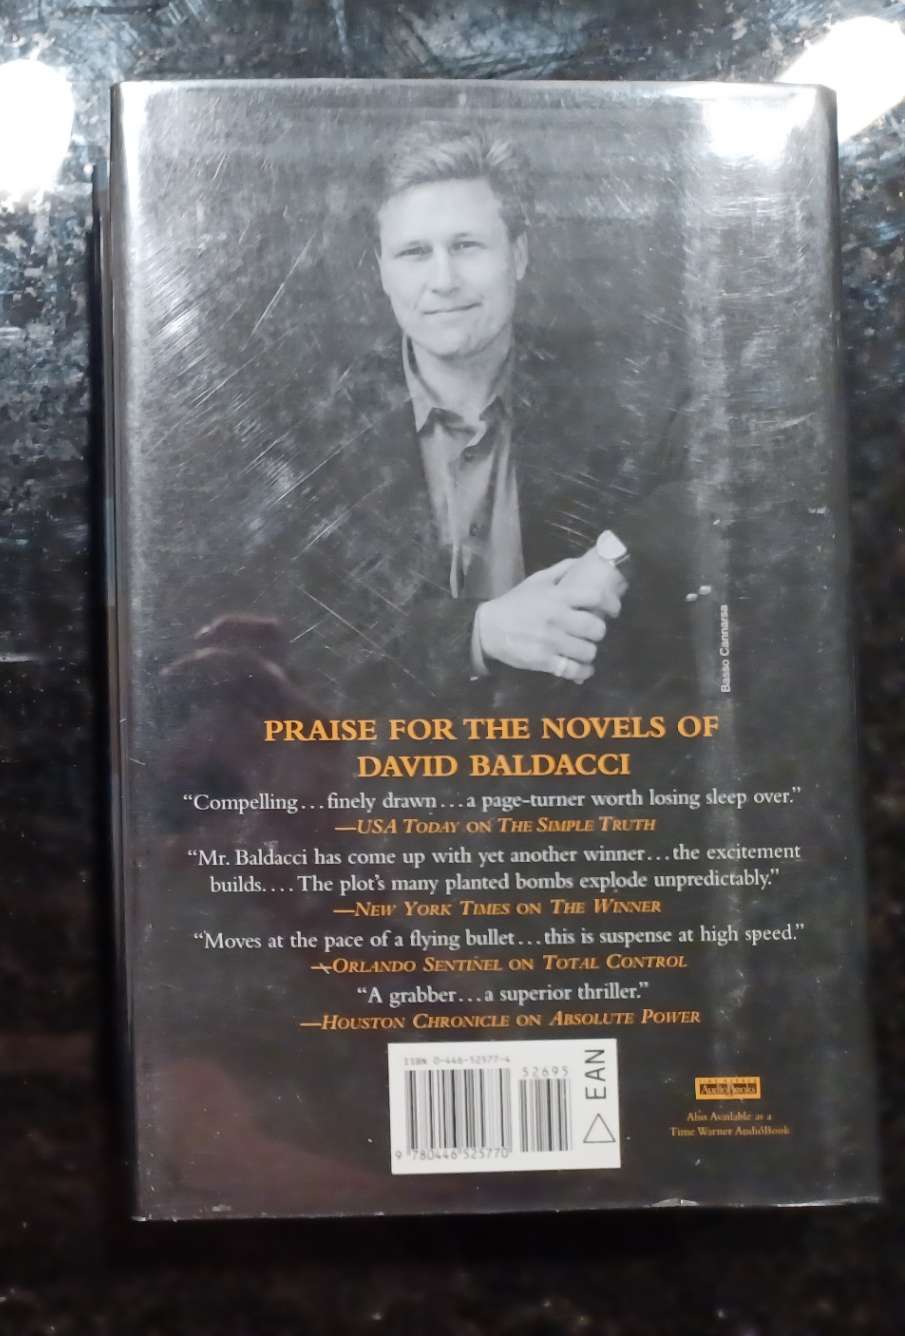 Basso Cannarsa
PRAISE FOR THE NOVELS OF
DAVID BALDACCI
“Compelling...finely drawn...a page-turner worth losing sleep over.”
—USA TODAY ON THE SIMPLE TRUTH
“Mr. Baldacci has come up with yet another winner...the excitement
builds....The plot’s many planted bombs explode unpredictably.”
—NEW YORK TIMES ON THE WINNER
“Moves at the pace of a flying bullet...this is suspense at high speed.”
—ORLANDO SENTINEL ON TOTAL CONTROL
“A grabber...a superior thriller.”
—HOUSTON CHRONICLE ON ABSOLUTE POWER
ISBN 0-446-52577-4
52695
EAN
9 780446 525770
AudioBooks
Also Available as a
Time Warner AudioBook